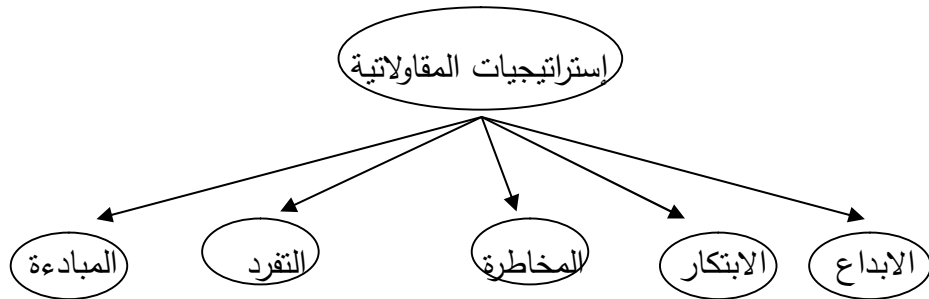 إستراتيجيات المقاولاتية
الابداع
الابتكار
المخاطرة
التفرد
المبادءة